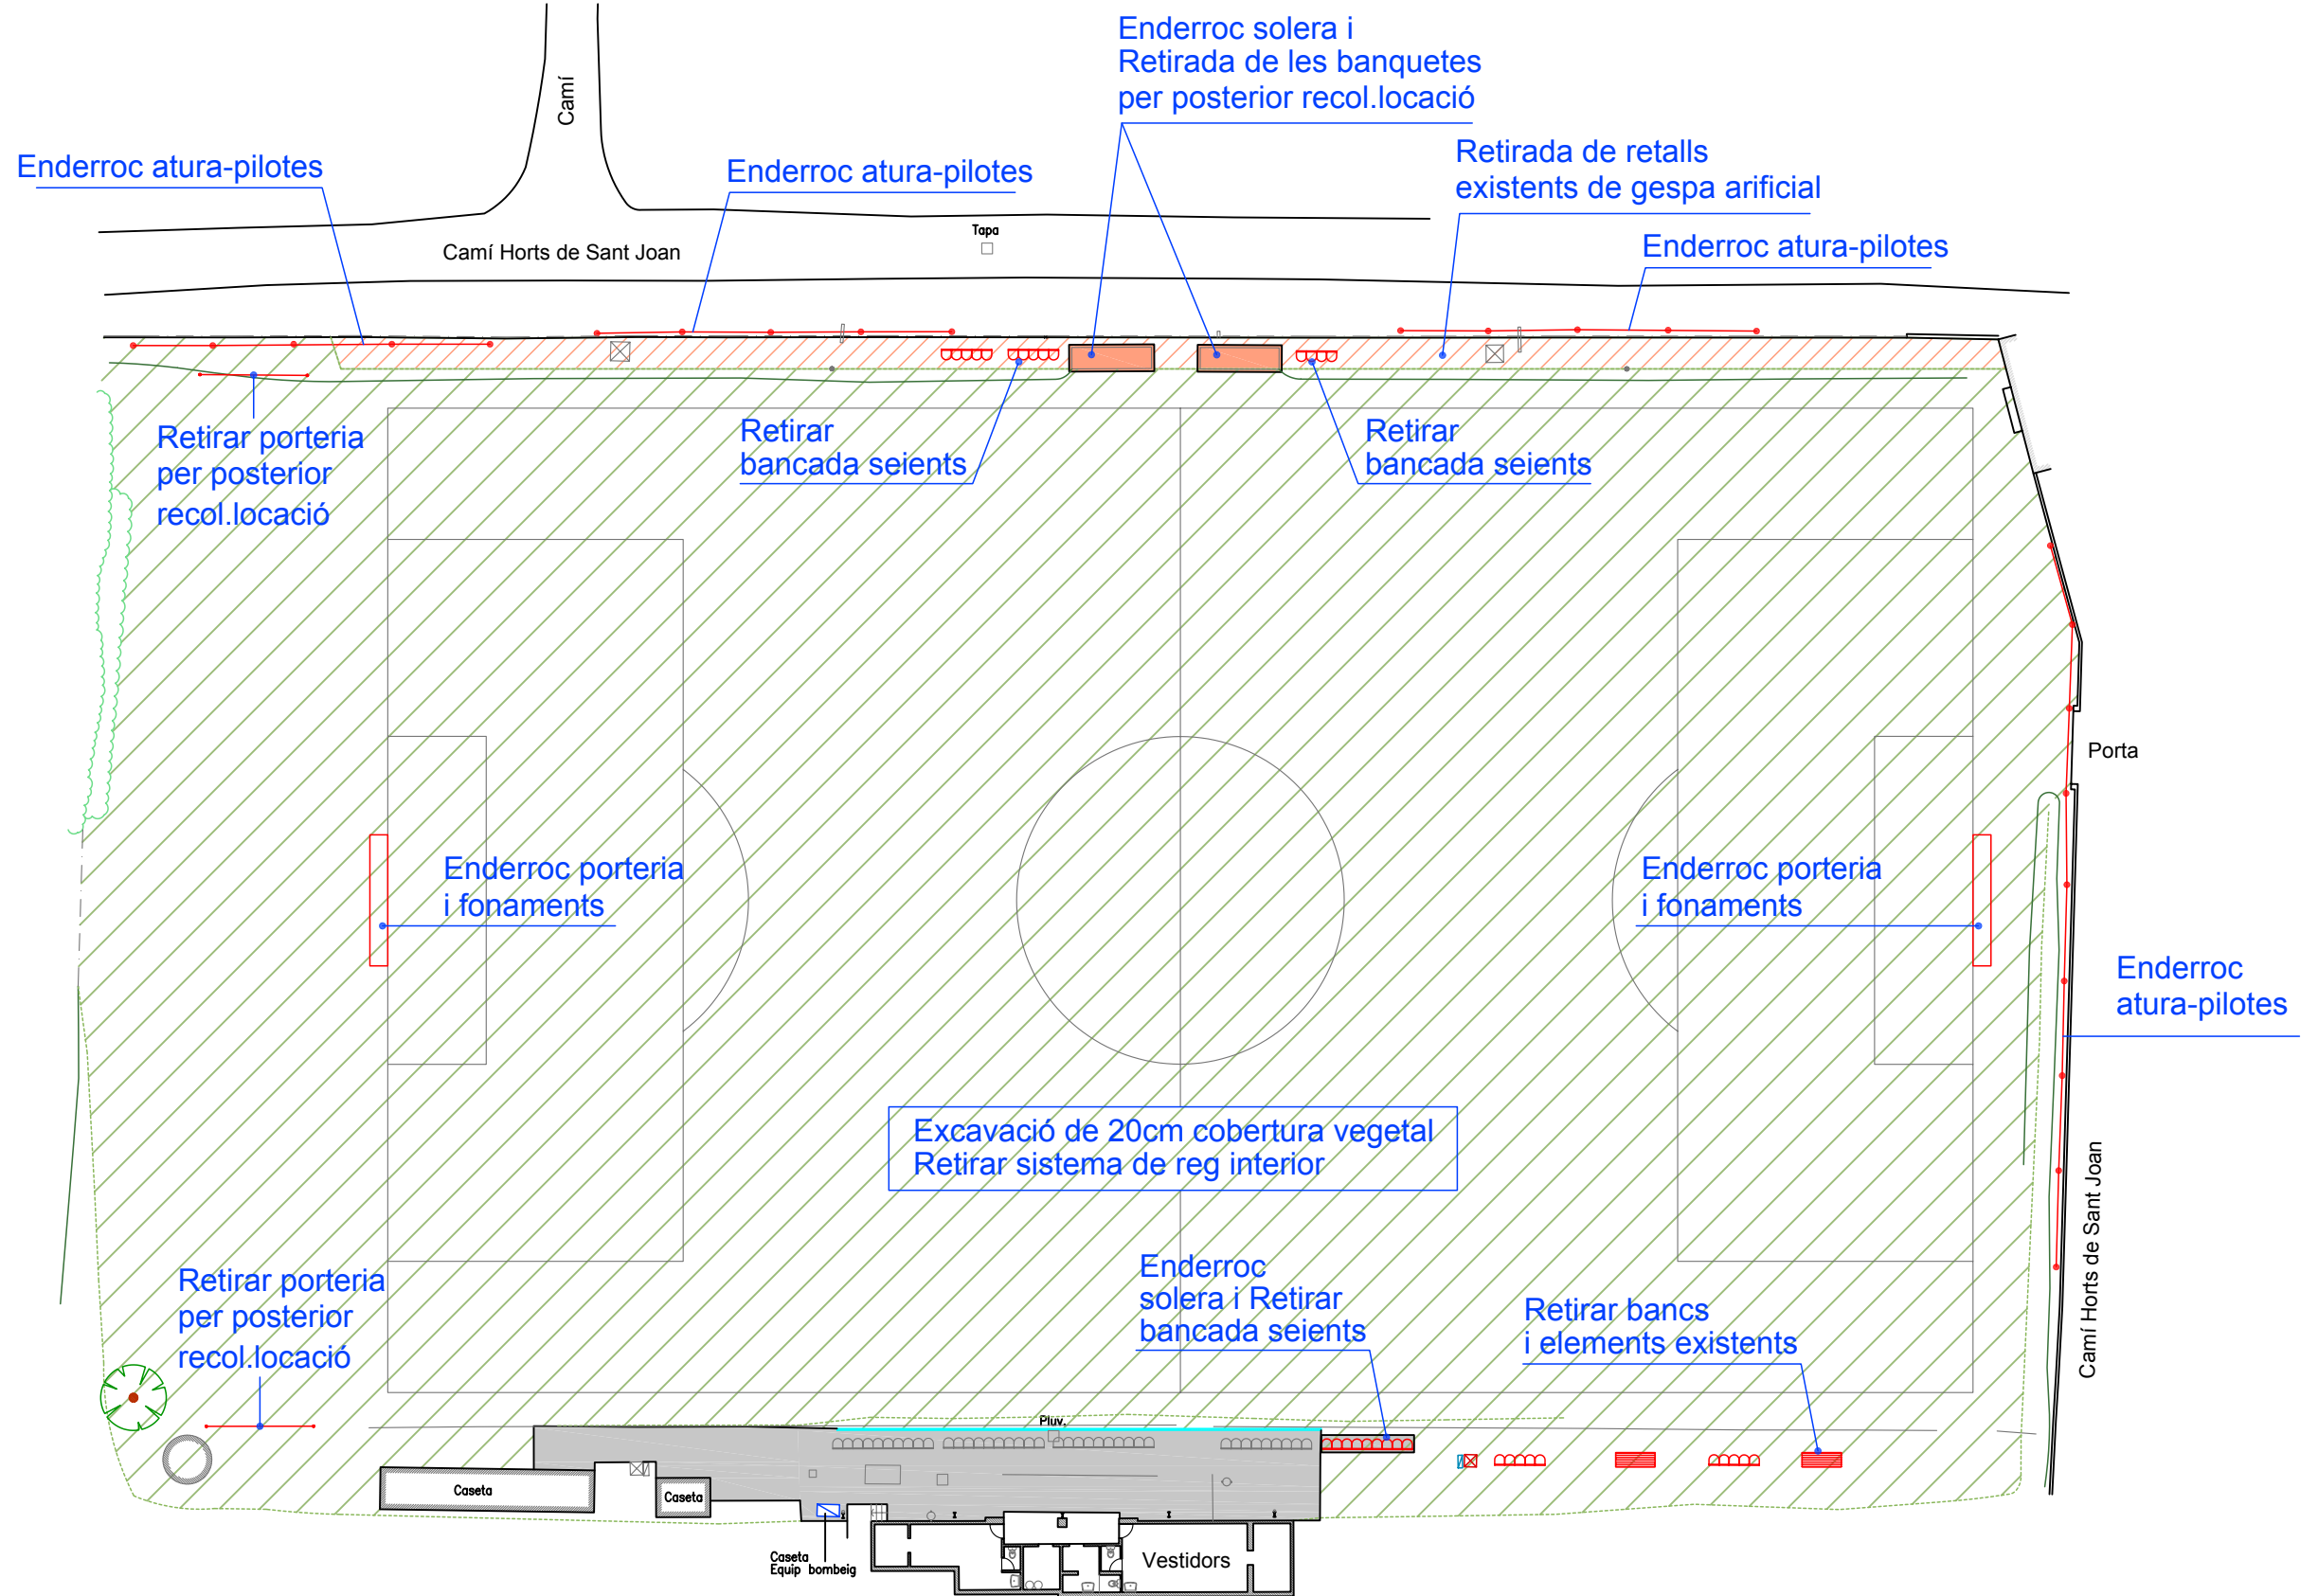 Enderroc solera i
Retirada de les banquetes
per posterior recol.locació
Camí
Enderroc atura-pilotes
Enderroc atura-pilotes
Retirada de retalls
existents de gespa arificial
Tapa
Camí Horts de Sant Joan
Enderroc atura-pilotes
Retirar porteria
per posterior
recol.locació
Retirar
bancada seients
Retirar
bancada seients
Porta
Enderroc porteria
i fonaments
Enderroc porteria
i fonaments
Enderroc
atura-pilotes
Excavació de 20cm cobertura vegetal
Retirar sistema de reg interior
Camí Horts de Sant Joan
Retirar porteria
per posterior
recol.locació
Enderroc
solera i Retirar
bancada seients
Retirar bancs
i elements existents
Pluv.
Caseta
Caseta
Caseta
Equip bombeig
Vestidors